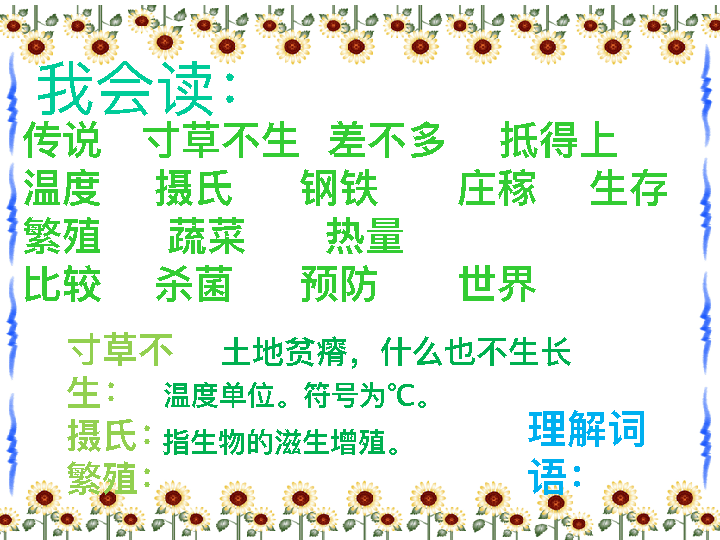 我会读：
传说 寸草不生 差不多 抵得上
温度 摄氏 钢铁 庄稼 生存
繁殖 蔬菜 热量
比较 杀菌 预防 世界
寸草不
生：
土地贫瘠，什么也不生长
温度单位。符号为℃。
摄氏：
指生物的滋生增殖。
繁殖：
理解词
语：